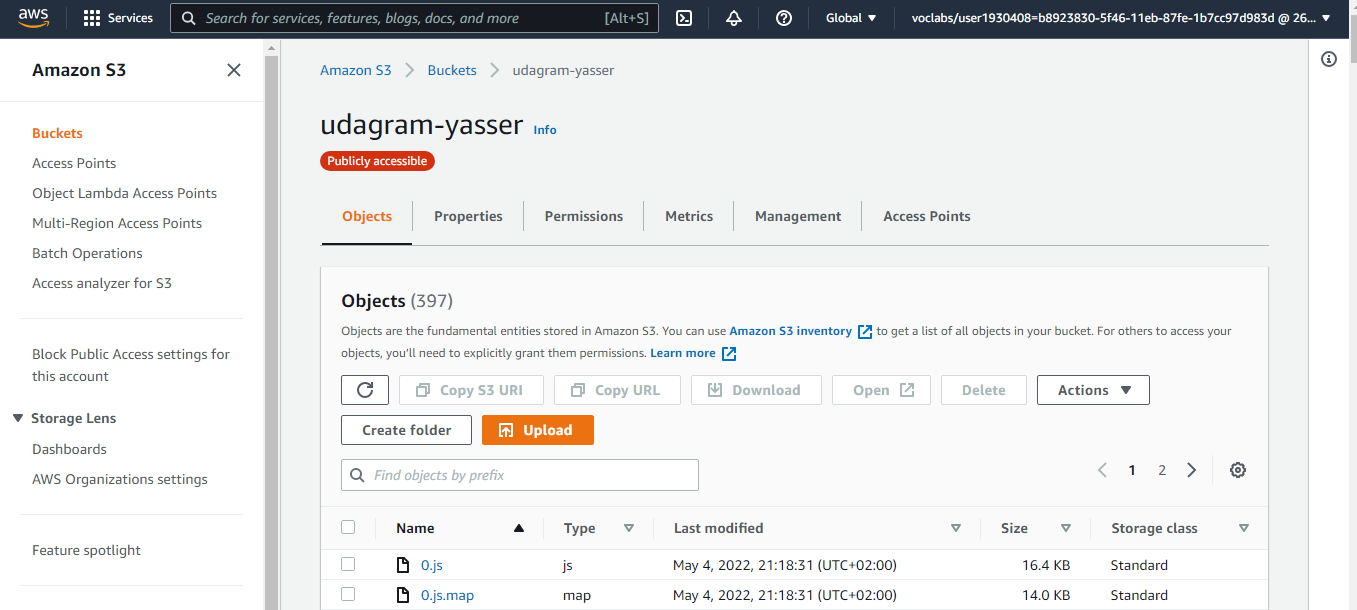 aws
Services
Search for services, features, blogs, docs, and more
[Alt+S]
Global
voclabs/user1930408=b8923830-5f46-11eb-87fe-1b7cc97d983d @ 26...
Amazon S3
Buckets
Access Points
Object Lambda Access Points
Multi-Region Access Points
Batch Operations
Access analyzer for S3
Block Public Access settings for
this account
Storage Lens
Dashboards
AWS Organizations settings
Feature spotlight
Amazon S3 Buckets udagram-yasser
udagram-yasser Info
Publicly accessible
Objects Properties Permissions Metrics Management Access Points
Objects (397)
Objects are the fundamental entities stored in Amazon S3. You can use Amazon S3 inventory to get a list of all objects in your bucket. For others to access your
objects, you'll need to explicitly grant them permissions. Learn more
Copy S3 URI Copy URL Download Open Delete Actions
Create folder Upload
Find objects by prefix
1 2
Name Type Last modified Size Storage class
0.js js May 4, 2022, 21:18:31 (UTC+02:00) 16.4 KB Standard
0.js.map map May 4, 2022, 21:18:31 (UTC+02:00) 14.0 KB Standard